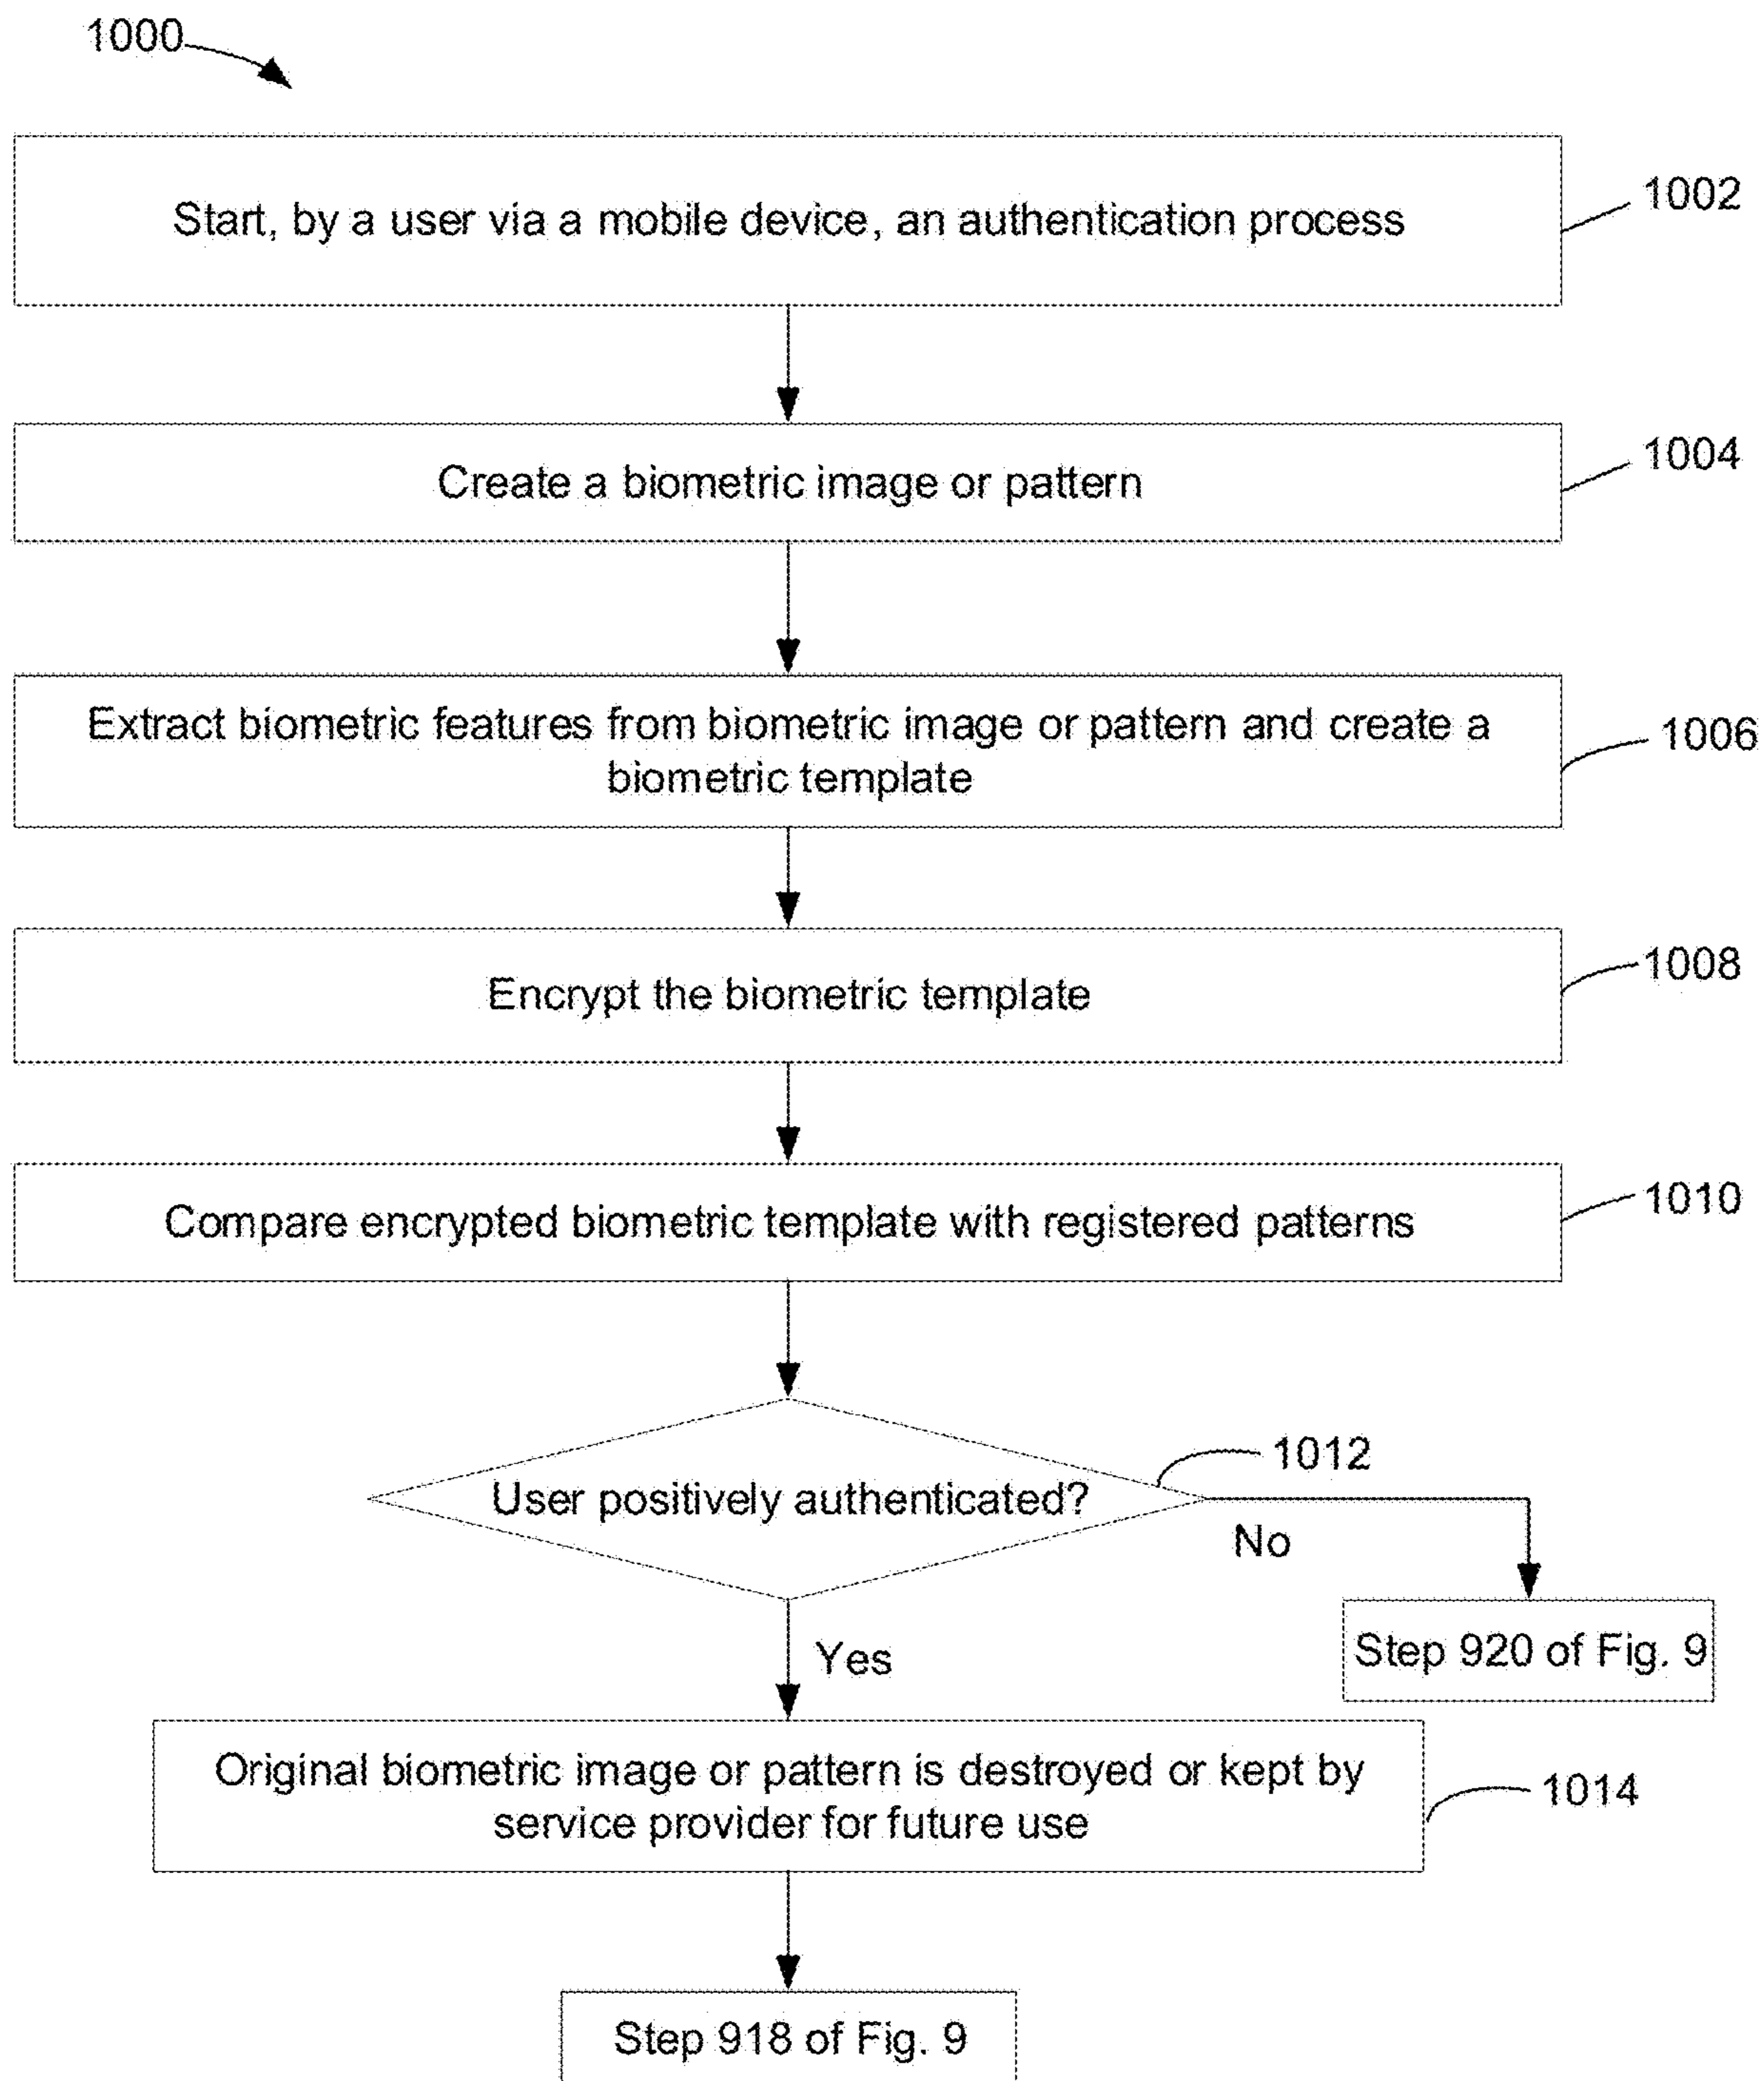 1000
Start, by a user via a mobile device, an authentication process
1002
Create a biometric image or pattern
1004
Extract biometric features from biometric image or pattern and create a
biometric template
1006
Encrypt the biometric template
1008
Compare encrypted biometric template with registered patterns
1010
User positively authenticated?
1012
No
Step 920 of Fig. 9
Yes
Original biometric image or pattern is destroyed or kept by
service provider for future use
1014
Step 918 of Fig. 9